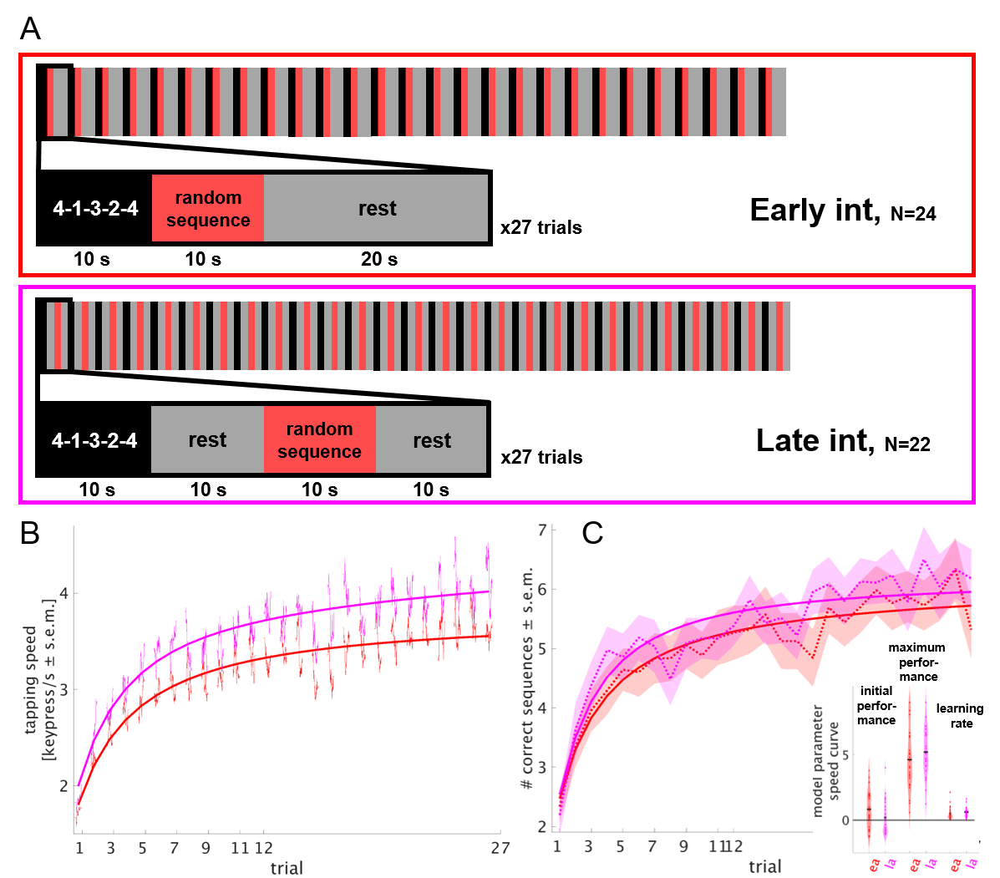 A
4-1-3-2-4
random
sequence
rest
x27 trials
Early int, N=24
10 s
10 s
20 s
4-1-3-2-4
rest
random
sequence
rest
x27 trials
Late int, N=22
10 s
10 s
10 s
10 s
B
tapping speed
[keypress/s ± s.e.m.]
4
3
2
1
3
5
7
9
11
12
27
trial
C
# correct sequences ± s.e.m.
7
6
5
4
3
2
1
3
5
7
9
11
12
trial
model parameter
speed curve
5
0
initial
perfor-
mance
maximum
perfor-
mance
learning
rate
ea
la
ea
la
ea
la